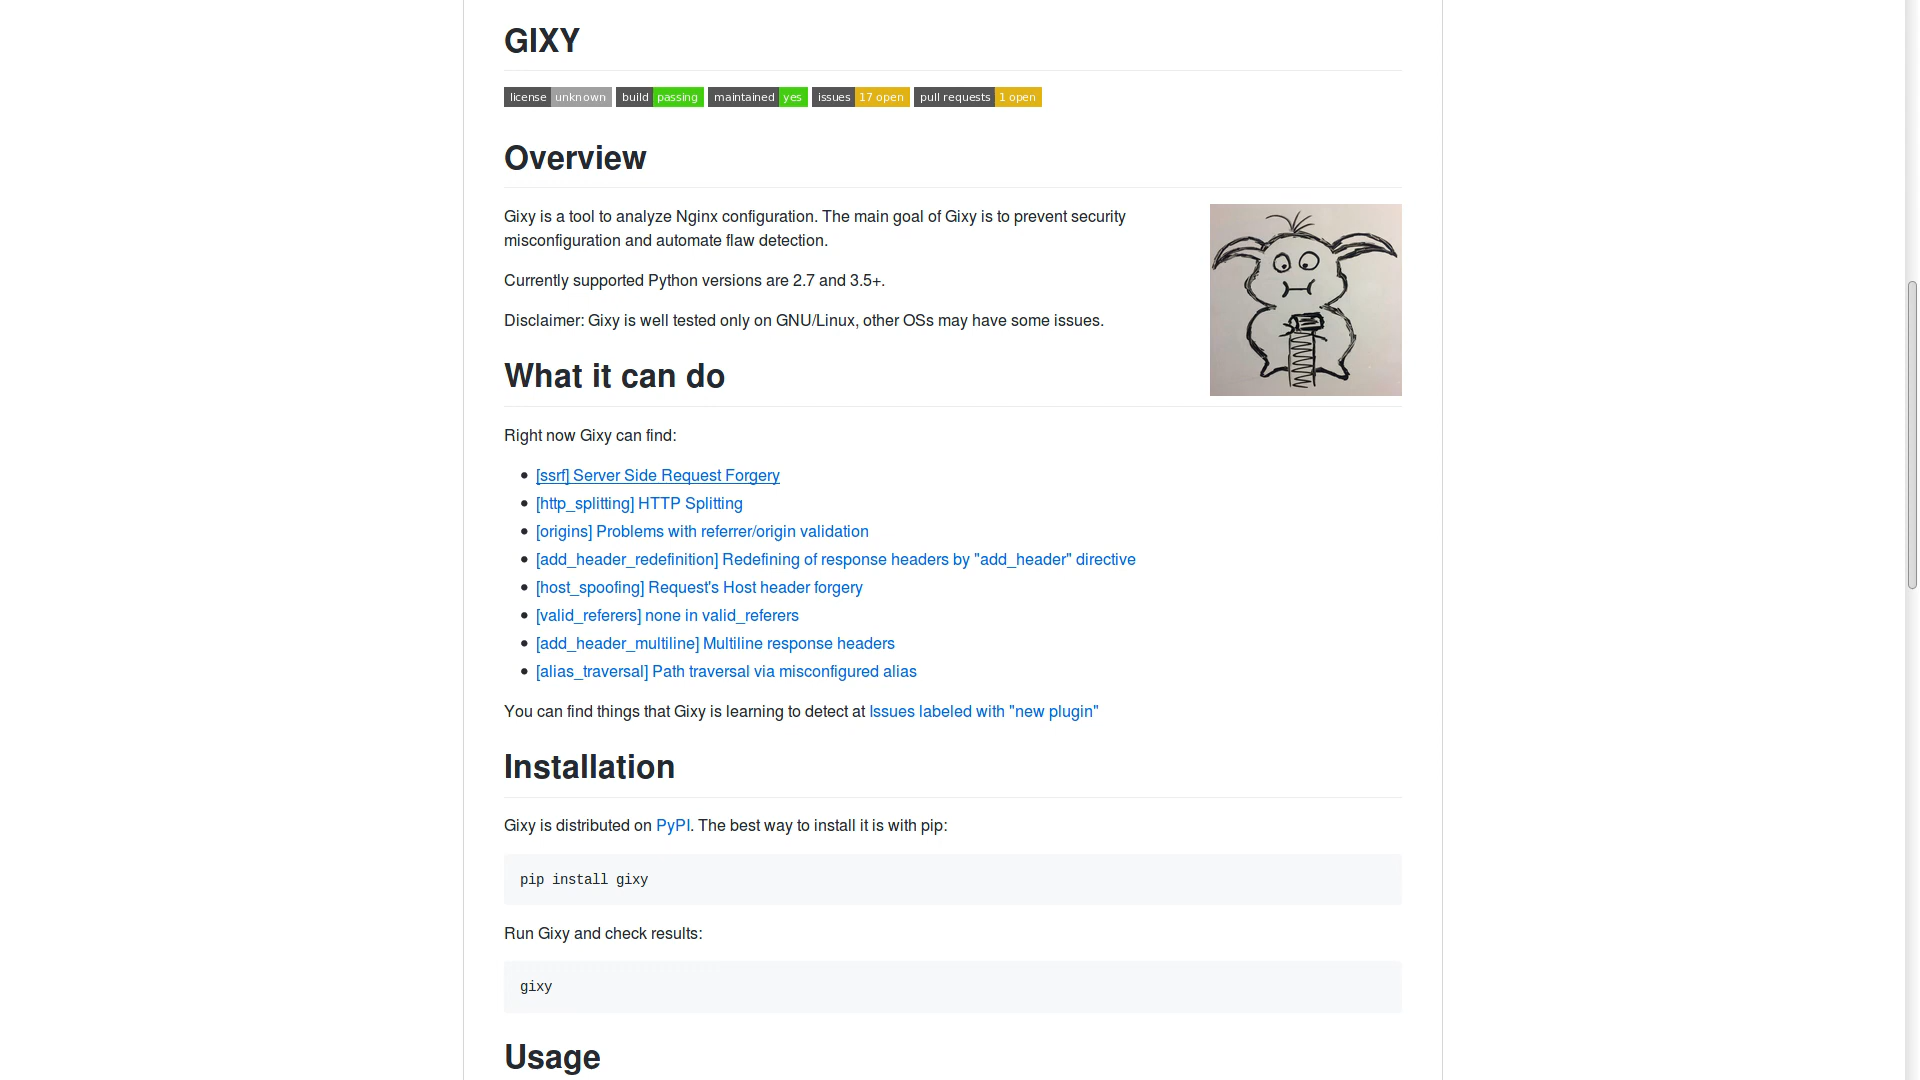 GIXY
license unknown build passing maintained yes issues 17 open pull requests 1 open
Overview
Gixy is a tool to analyze Nginx configuration. The main goal of Gixy is to prevent security
misconfiguration and automate flaw detection.
Currently supported Python versions are 2.7 and 3.5+.
Disclaimer: Gixy is well tested only on GNU/Linux, other OSs may have some issues.
What it can do
Right now Gixy can find:
[ssrf] Server Side Request Forgery
[http_splitting] HTTP Splitting
[origins] Problems with referrer/origin validation
[add_header_redefinition] Redefining of response headers by "add_header" directive
[host_spoofing] Request's Host header forgery
[valid_referers] none in valid_referers
[add_header_multiline] Multiline response headers
[alias_traversal] Path traversal via misconfigured alias
You can find things that Gixy is learning to detect at Issues labeled with "new plugin"
Installation
Gixy is distributed on PyPI. The best way to install it is with pip:
pip install gixy
Run Gixy and check results:
gixy
Usage